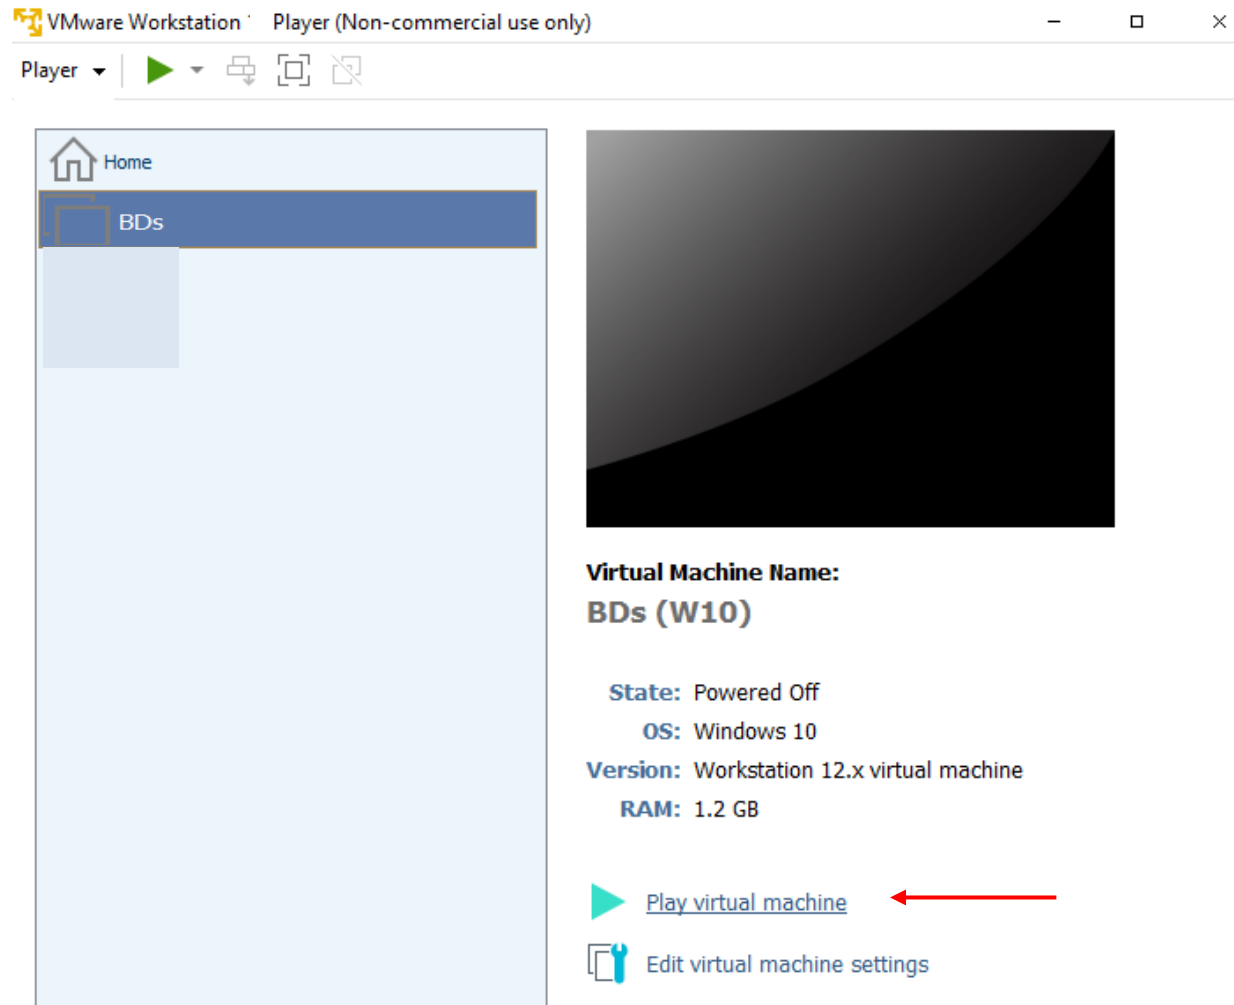 VMware Workstation Player (Non-commercial use only)
Player
Home
BDs
Virtual Machine Name:
BDs (W10)
State: Powered Off
OS: Windows 10
Version: Workstation 12.x virtual machine
RAM: 1.2 GB
Play virtual machine
Edit virtual machine settings